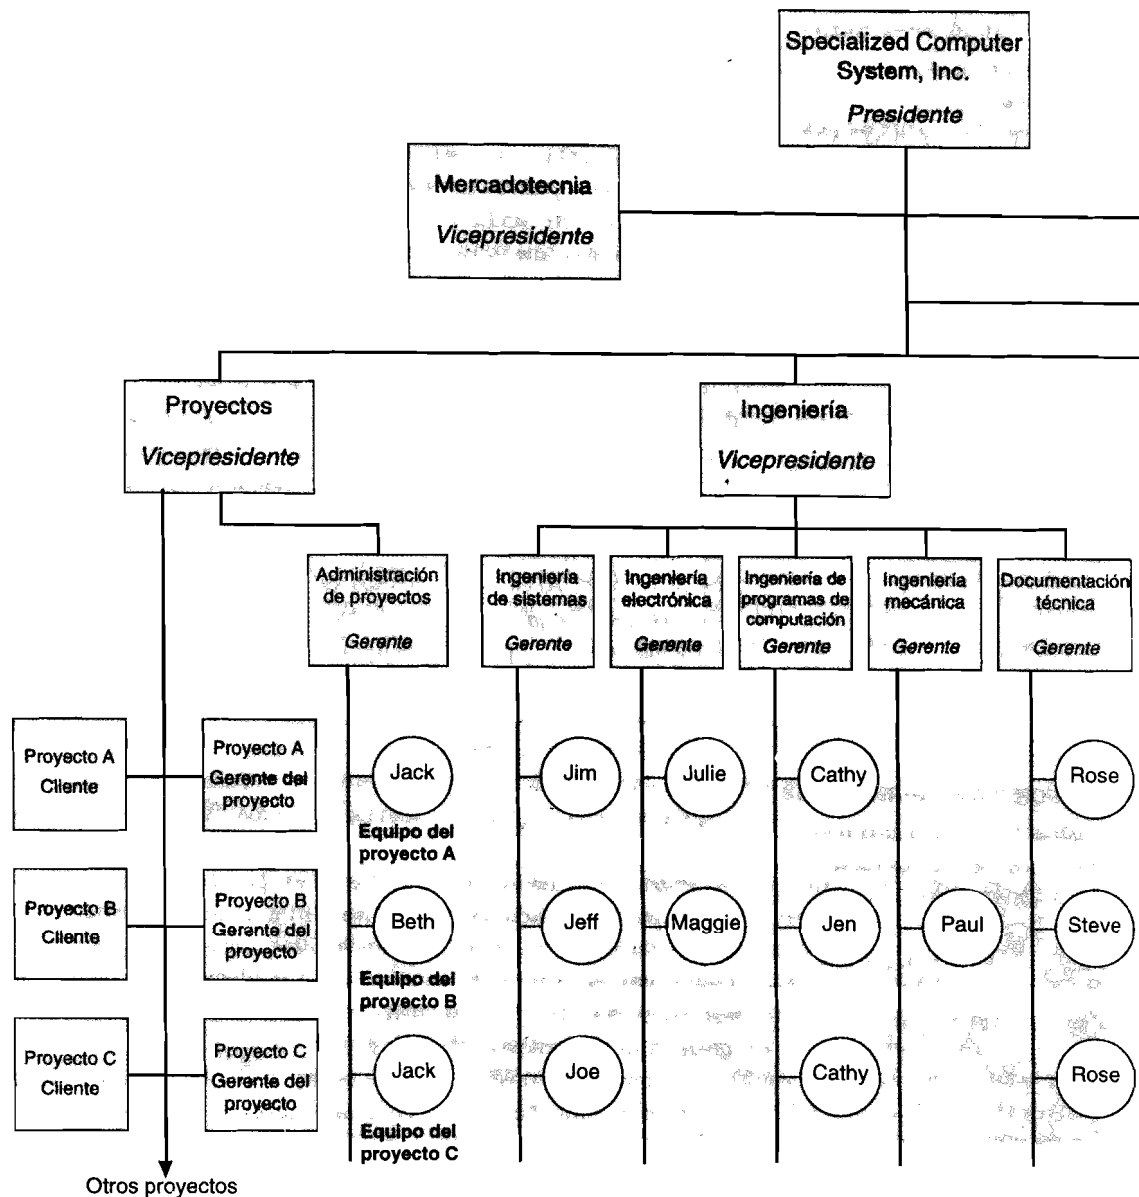 Specialized Computer
System, Inc.
Presidente
Mercadotecnia
Vicepresidente
Proyectos
Vicepresidente
Ingeniería
Vicepresidente
Administración
de proyectos
Gerente
Ingeniería
de sistemas
Gerente
Ingeniería
electrónica
Gerente
Ingeniería de
programas de
computación
Gerente
Ingeniería
mecánica
Gerente
Documentación
técnica
Gerente
Proyecto A
Cliente
Proyecto A
Gerente del
proyecto
Jack
Jim
Julie
Cathy
Rose
Equipo del
proyecto A
Proyecto B
Cliente
Proyecto B
Gerente del
proyecto
Beth
Jeff
Maggie
Jen
Paul
Steve
Equipo del
proyecto B
Proyecto C
Cliente
Proyecto C
Gerente del
proyecto
Jack
Joe
Cathy
Rose
Equipo del
proyecto C
Otros proyectos